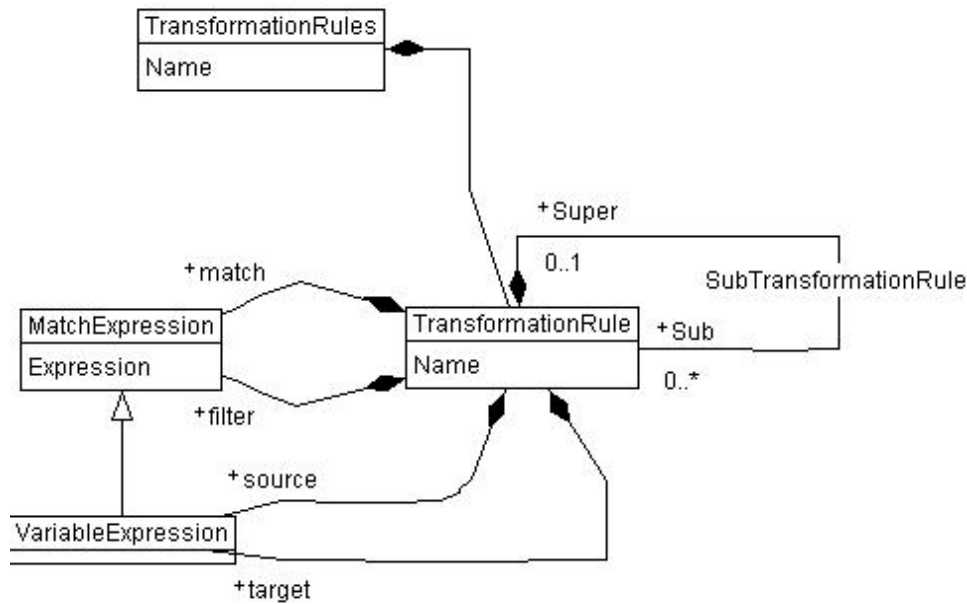 TransformationRules
Name
+Super
0..1
+match
SubTransformationRule
MatchExpression
TransformationRule
+Sub
Expression
Name
0..*
+filter
+source
VariableExpression
+target